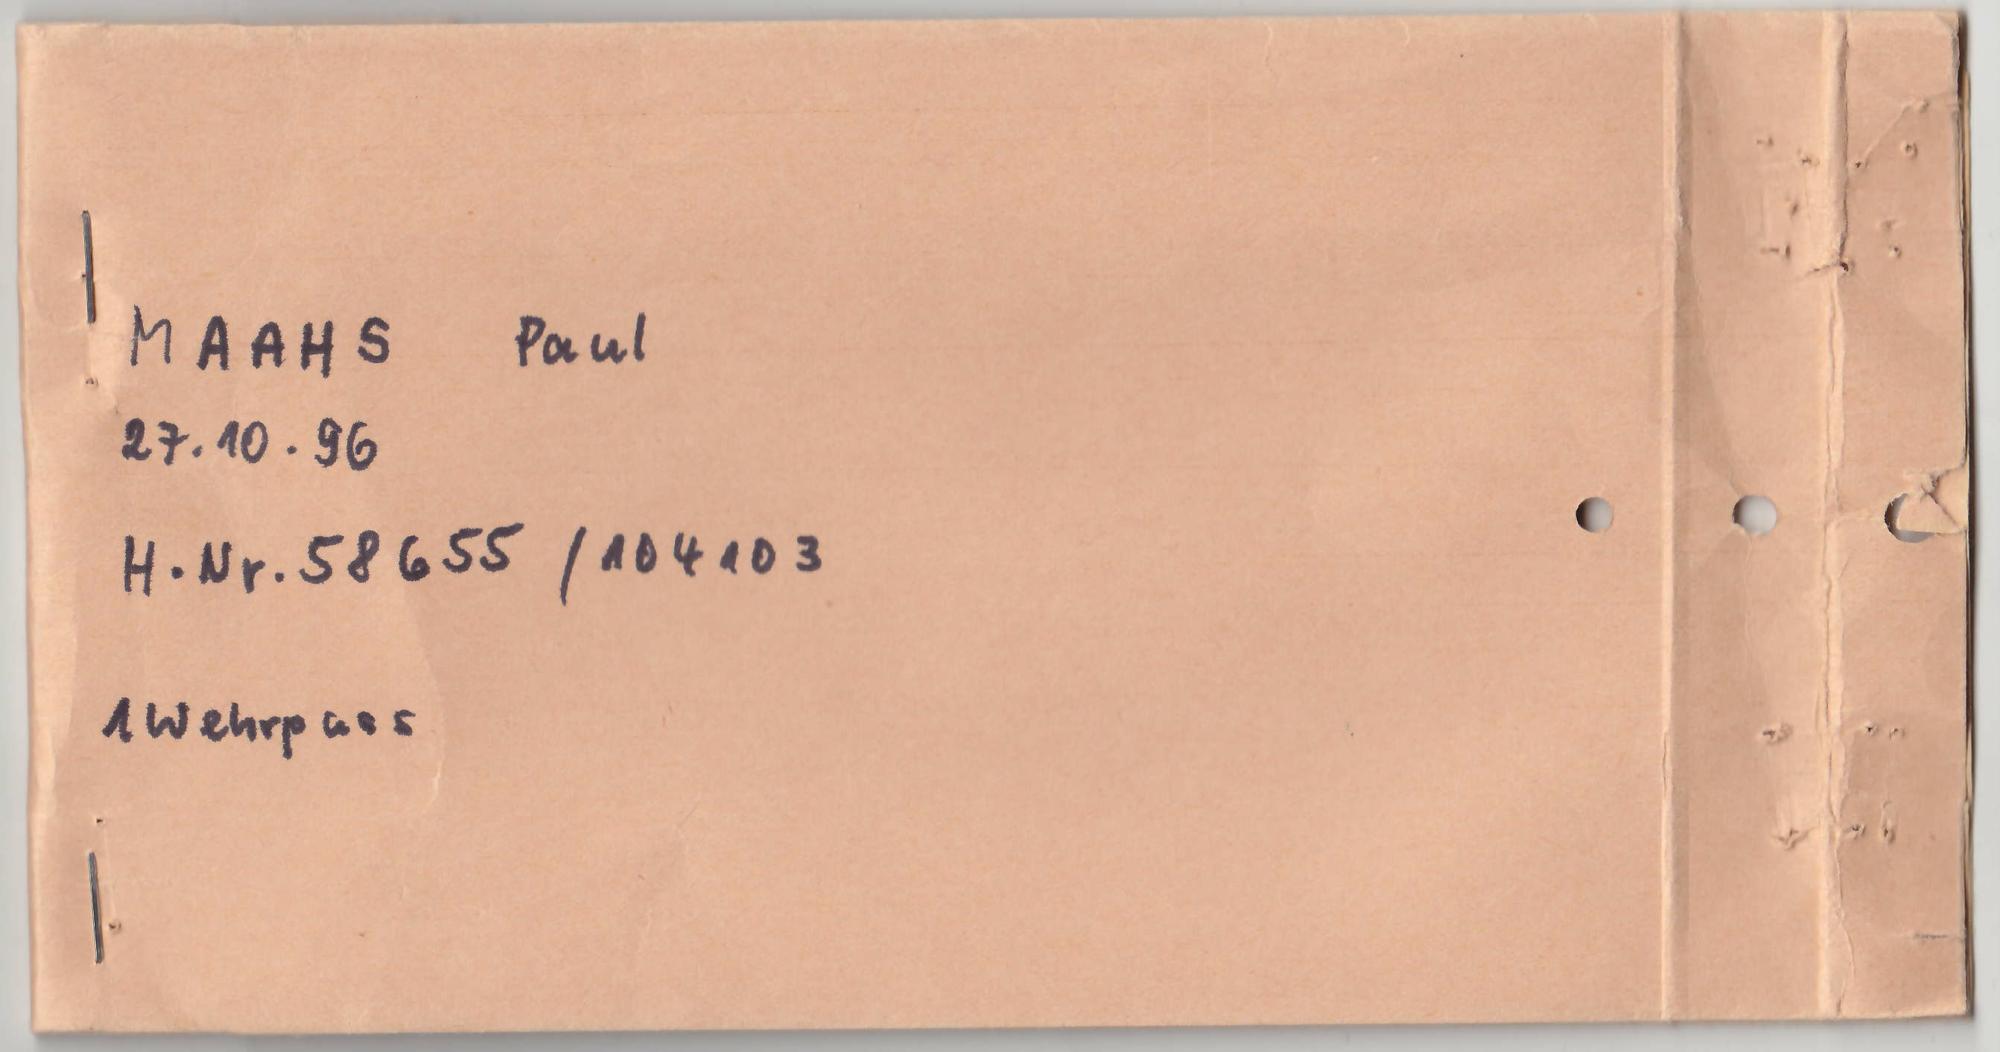 MAAHS Paul
27.10.96
H.Nr.58655 /104103
1 Wehrpass